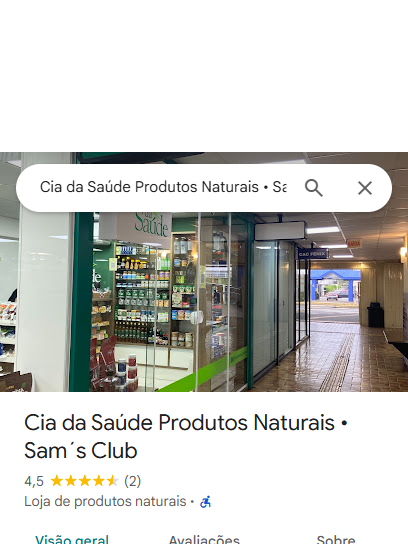 Cia da Saúde Produtos Naturais • Sa
Saúde
Cia da Saúde Produtos Naturais •
Sam´s Club
4,5 (2)
Loja de produtos naturais •
Visão geral Avaliações Sobre